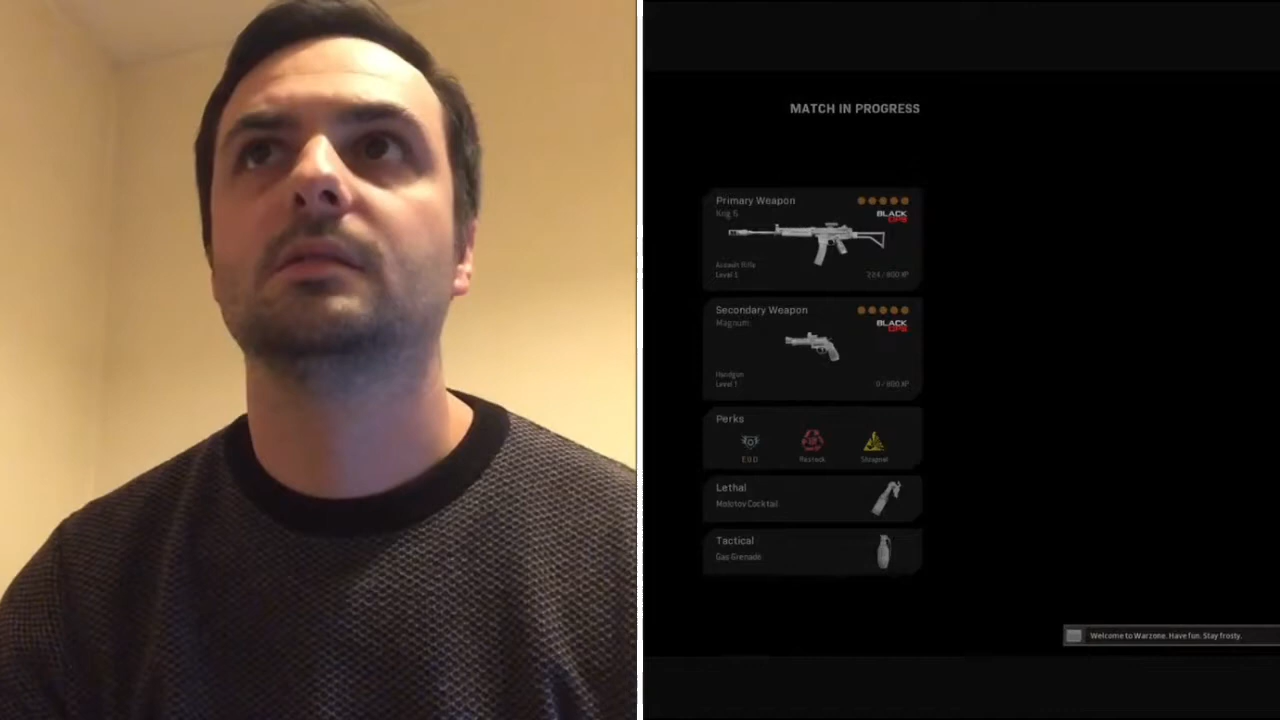 MATCH IN PROGRESS
Primary Weapon
Krig 6
BLACK
OPS
Assault Rifle
Level 1
224 / 800 XP
Secondary Weapon
Magnum
BLACK
OPS
Handgun
Level 1
0 / 800 XP
Perks
E.O.D
Restock
Shrapnel
Lethal
Molotov Cocktail
Tactical
Gas Grenade
Welcome to Warzone. Have fun. Stay frosty.